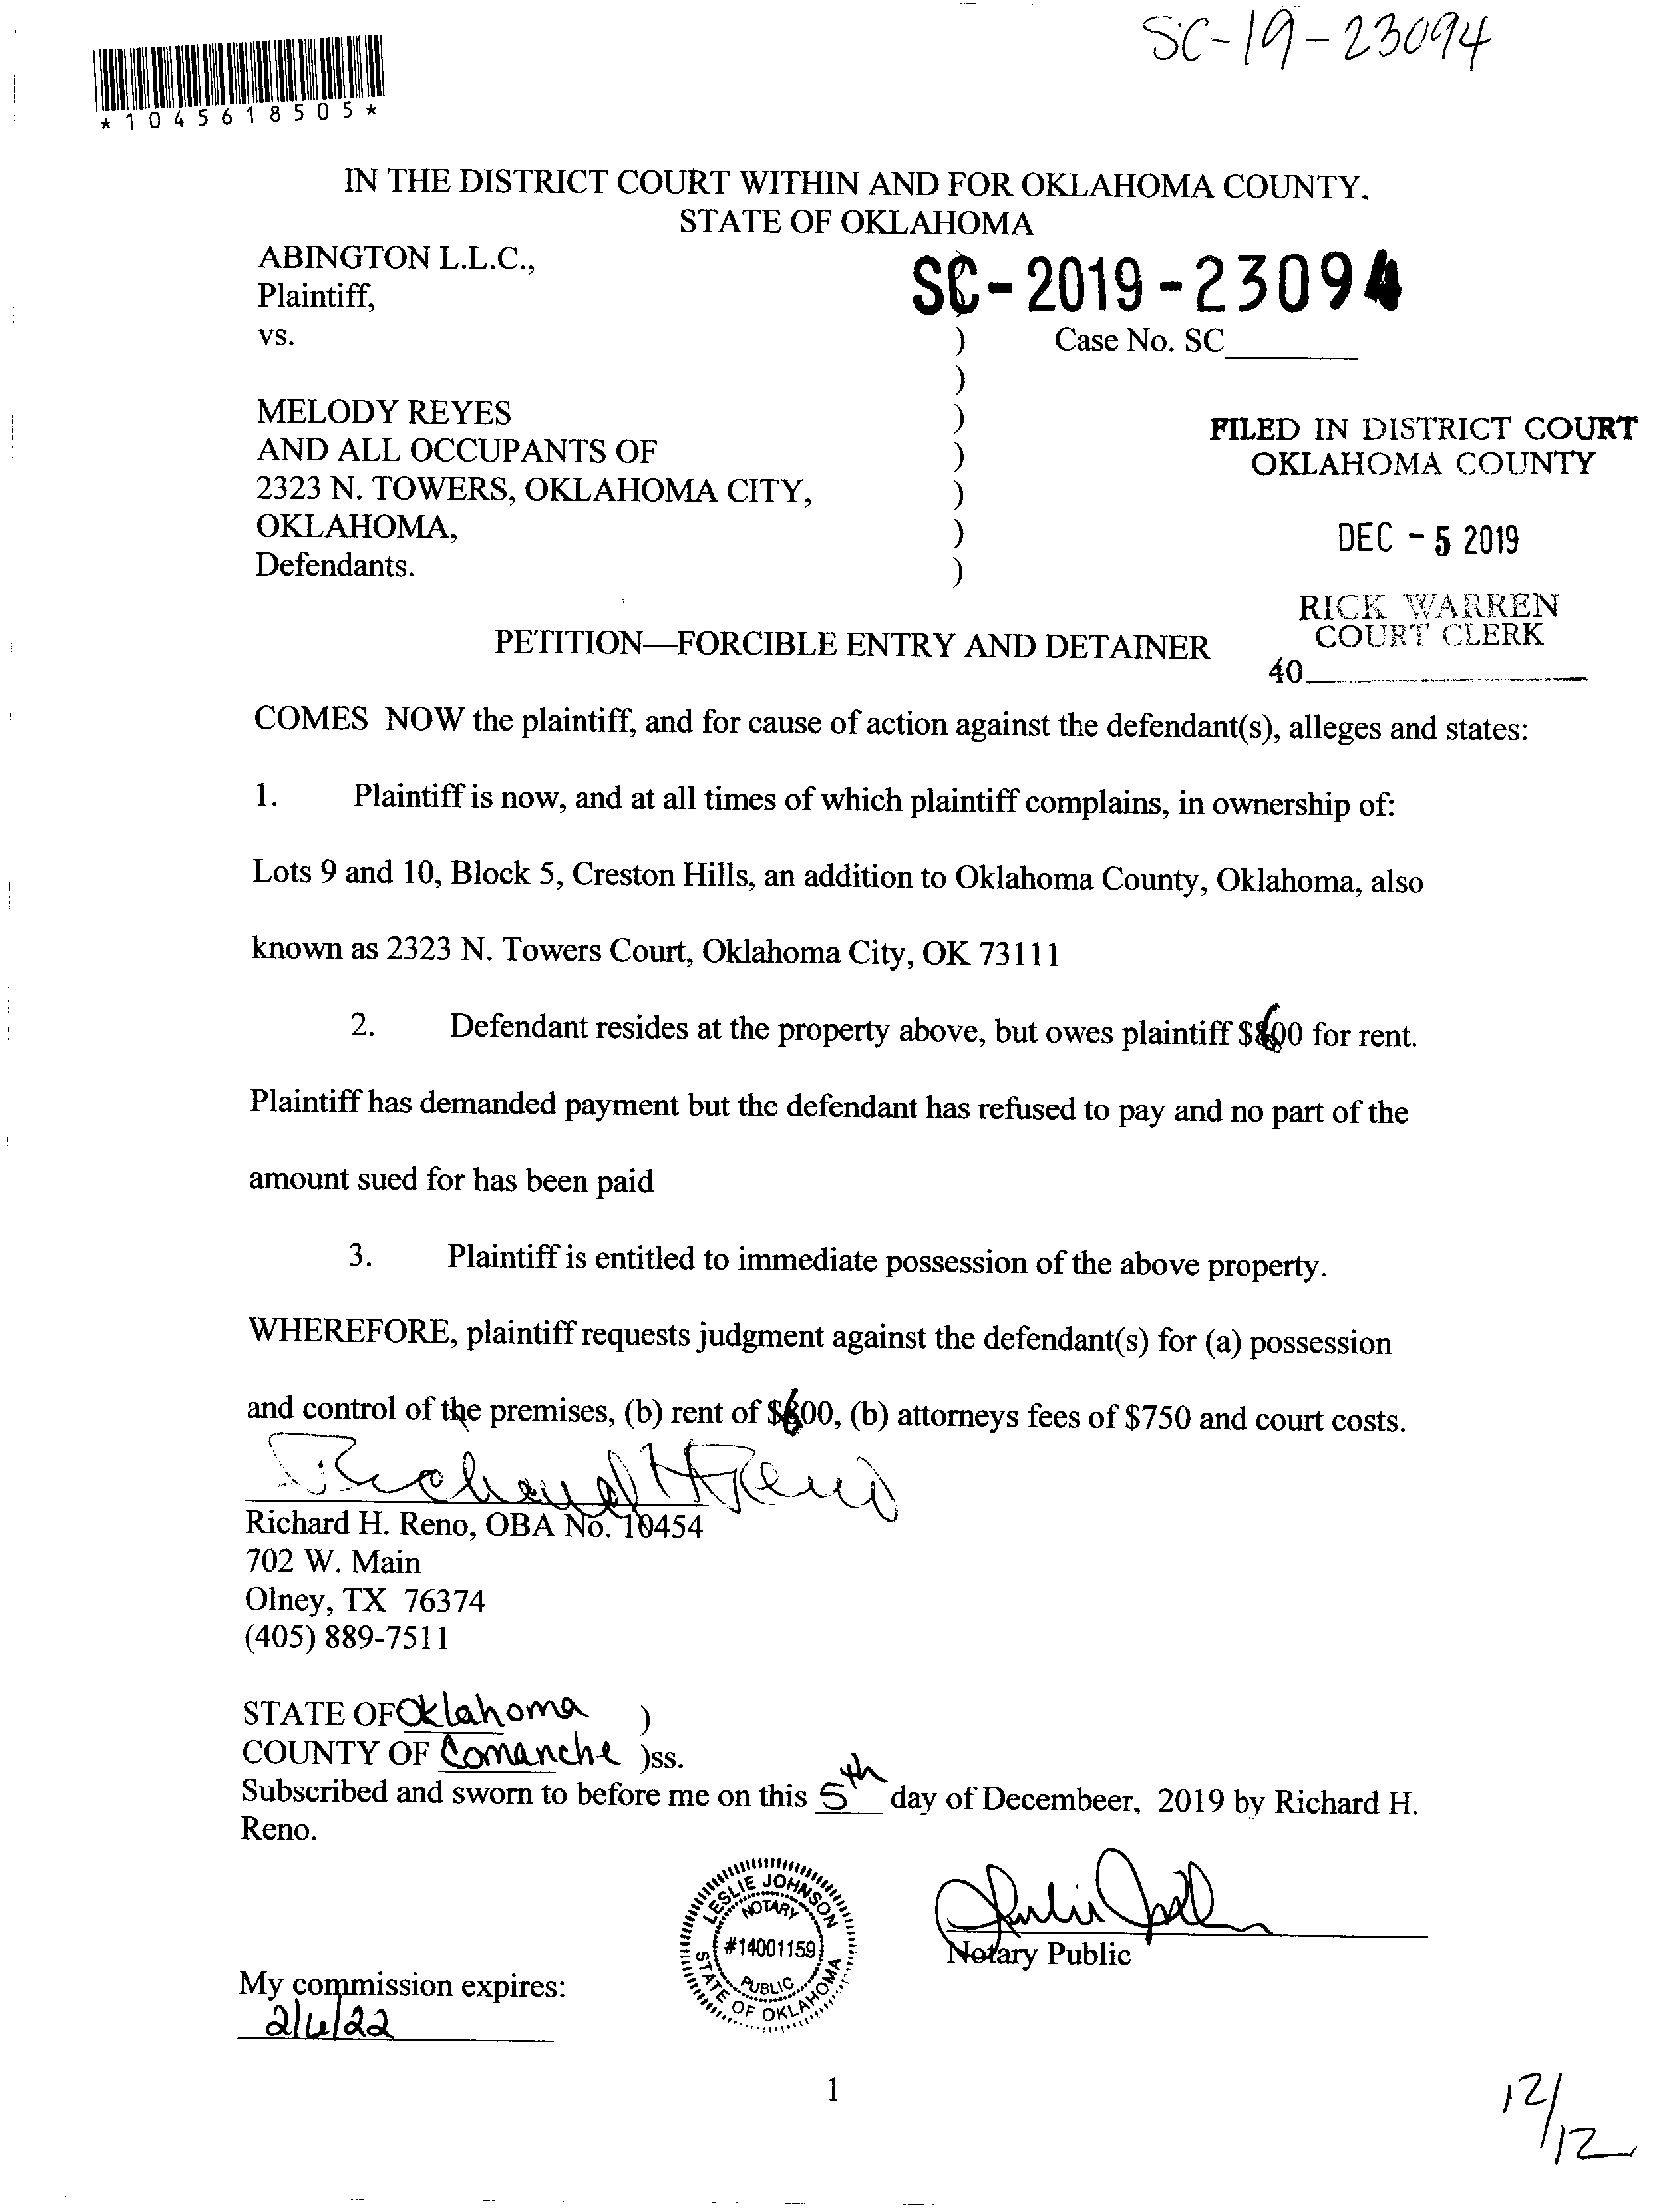 SC-19-23094
*1045618505*
IN THE DISTRICT COURT WITHIN AND FOR OKLAHOMA COUNTY.
STATE OF OKLAHOMA
ABINGTON L.L.C.,
Plaintiff,
SC-2019-23094
vs.
) Case No. SC
)
MELODY REYES )
AND ALL OCCUPANTS OF )
2323 N. TOWERS, OKLAHOMA CITY, )
OKLAHOMA, )
Defendants. )
FILED IN DISTRICT COURT
OKLAHOMA COUNTY
DEC - 5 2019
RICK WARREN
COURT CLERK
40
PETITION—FORCIBLE ENTRY AND DETAINER
COMES NOW the plaintiff, and for cause of action against the defendant(s), alleges and states:
1. Plaintiff is now, and at all times of which plaintiff complains, in ownership of:
Lots 9 and 10, Block 5, Creston Hills, an addition to Oklahoma County, Oklahoma, also
known as 2323 N. Towers Court, Oklahoma City, OK 73111
2. Defendant resides at the property above, but owes plaintiff $600 for rent.
Plaintiff has demanded payment but the defendant has refused to pay and no part of the
amount sued for has been paid
3. Plaintiff is entitled to immediate possession of the above property.
WHEREFORE, plaintiff requests judgment against the defendant(s) for (a) possession
and control of the premises, (b) rent of $600, (b) attorneys fees of $750 and court costs.
Richard H Reno
Richard H. Reno, OBA No. 10454
702 W. Main
Olney, TX 76374
(405) 889-7511
STATE OF Oklahoma )
COUNTY OF Comanche )ss.
Subscribed and sworn to before me on this 5th day of Decembeer, 2019 by Richard H.
Reno.
LESLIE JOHNSON
NOTARY
#14001159
PUBLIC
STATE OF OKLAHOMA
Notary Public
My commission expires:
1
12/12